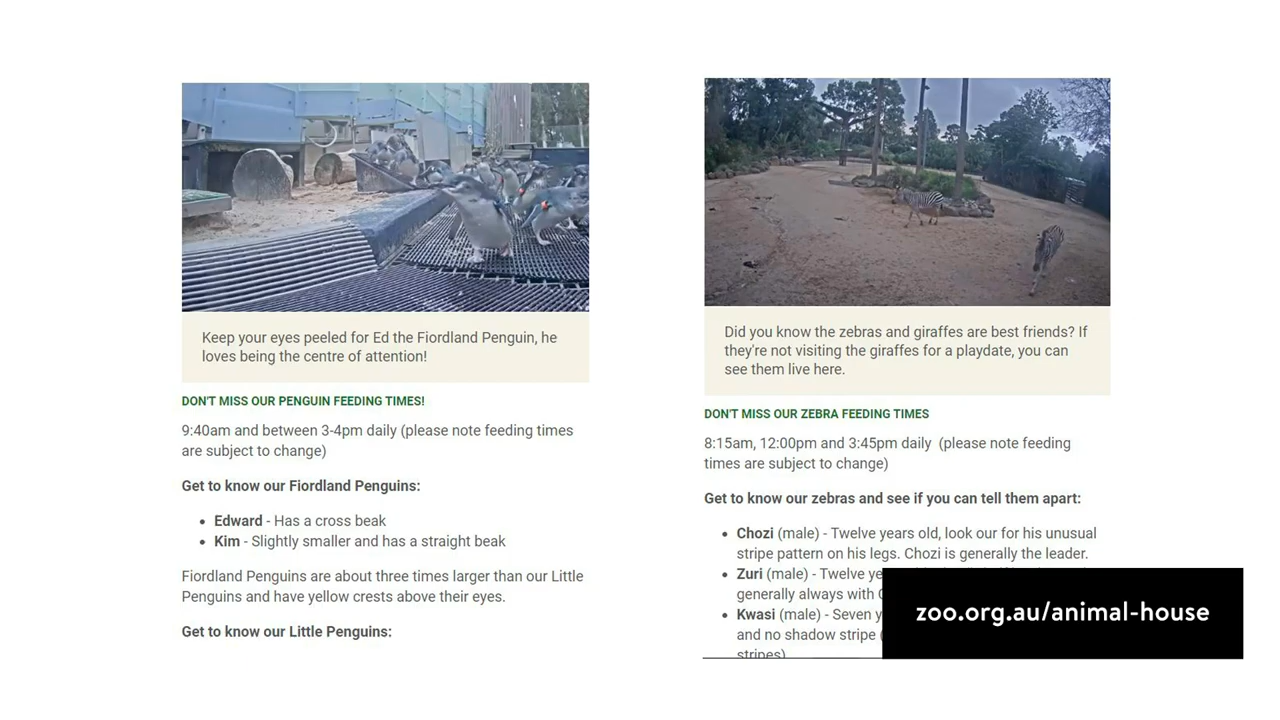 Keep your eyes peeled for Ed the Fiordland Penguin, he
loves being the centre of attention!
DON'T MISS OUR PENGUIN FEEDING TIMES!
9:40am and between 3-4pm daily (please note feeding times
are subject to change)
Get to know our Fiordland Penguins:
• Edward - Has a cross beak
• Kim - Slightly smaller and has a straight beak
Fiordland Penguins are about three times larger than our Little
Penguins and have yellow crests above their eyes.
Get to know our Little Penguins:
Did you know the zebras and giraffes are best friends? If
they're not visiting the giraffes for a playdate, you can
see them live here.
DON'T MISS OUR ZEBRA FEEDING TIMES
8:15am, 12:00pm and 3:45pm daily (please note feeding
times are subject to change)
Get to know our zebras and see if you can tell them apart:
• Chozi (male) - Twelve years old, look our for his unusual
stripe pattern on his legs. Chozi is generally the leader.
• Zuri (male) - Twelve
generally always with
• Kwasi (male) - Seven
and no shadow stripe
stripes)
zoo.org.au/animal-house